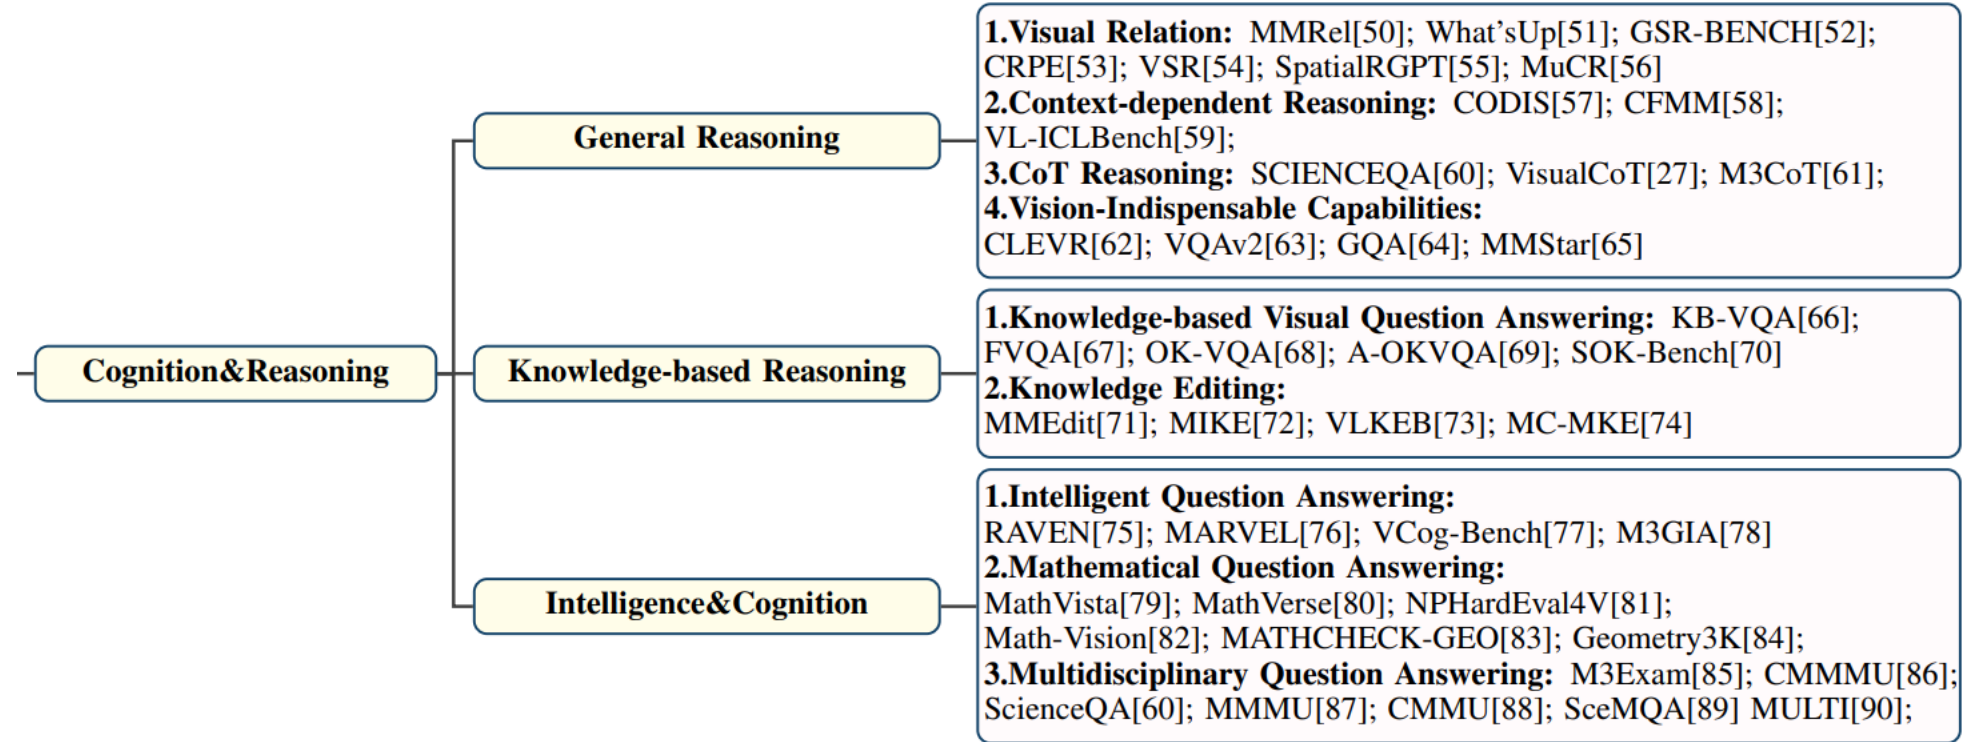 Cognition&Reasoning
General Reasoning
1.Visual Relation: MMRel[50]; What'sUp[51]; GSR-BENCH[52];
CRPE[53]; VSR[54]; SpatialRGPT[55]; MuCR[56]
2.Context-dependent Reasoning: CODIS[57]; CFMM[58];
VL-ICLBench[59];
3.CoT Reasoning: SCIENCEQA[60]; VisualCoT[27]; M3CoT[61];
4.Vision-Indispensable Capabilities:
CLEVR[62]; VQAv2[63]; GQA[64]; MMStar[65]
Knowledge-based Reasoning
1.Knowledge-based Visual Question Answering: KB-VQA[66];
FVQA[67]; OK-VQA[68]; A-OKVQA[69]; SOK-Bench[70]
2.Knowledge Editing:
MMEdit[71]; MIKE[72]; VLKEB[73]; MC-MKE[74]
Intelligence&Cognition
1.Intelligent Question Answering:
RAVEN[75]; MARVEL[76]; VCog-Bench[77]; M3GIA[78]
2.Mathematical Question Answering:
MathVista[79]; MathVerse[80]; NPHardEval4V[81];
Math-Vision[82]; MATHCHECK-GEO[83]; Geometry3K[84];
3.Multidisciplinary Question Answering: M3Exam[85]; CMMMU[86];
ScienceQA[60]; MMMU[87]; CMMU[88]; SceMQA[89] MULTI[90];